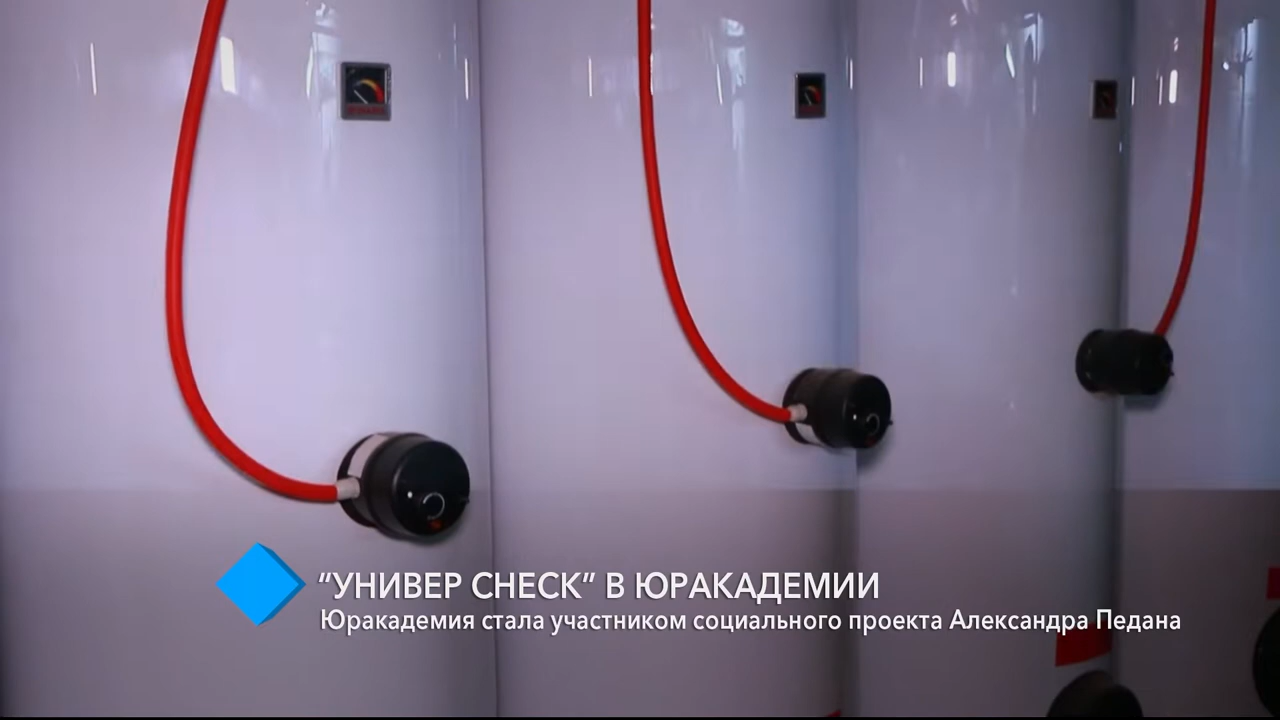 “УНИВЕР CHECK” В ЮРАКАДЕМИИ
Юракадемия стала участником социального проекта Александра Педана